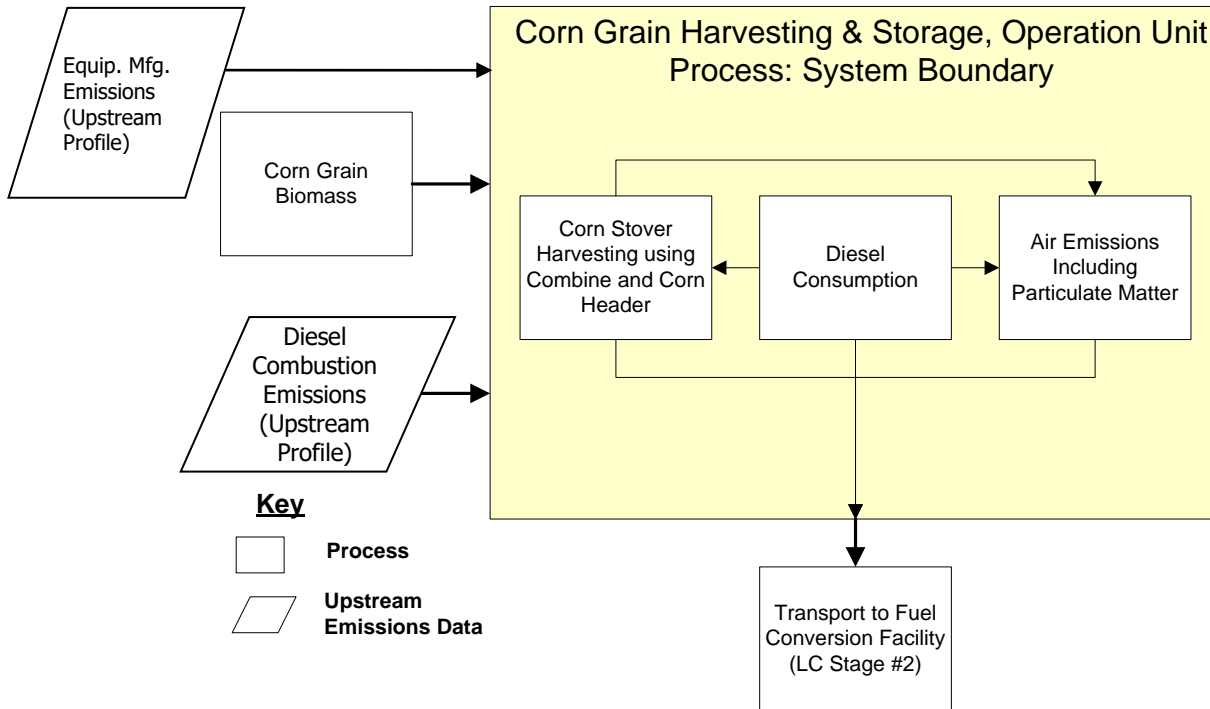 Corn Grain Harvesting & Storage, Operation Unit
Process: System Boundary
Equip. Mfg.
Emissions
(Upstream
Profile)
Corn Grain
Biomass
Corn Stover
Harvesting using
Combine and Corn
Header
Diesel
Consumption
Air Emissions
Including
Particulate Matter
Diesel
Combustion
Emissions
(Upstream
Profile)
Key
Process
Upstream
Emissions Data
Transport to Fuel
Conversion Facility
(LC Stage #2)